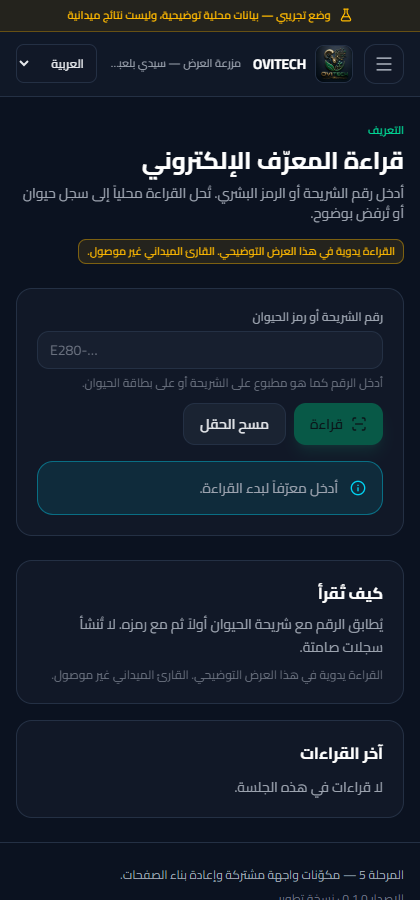 وضع تجريبي — بيانات محلية توضيحية، وليست نتائج ميدانية
OVITECH
مزرعة العرض — سيدي بلعبـ...
العربية
التعريف
قراءة المعرّف الإلكتروني
أدخل رقم الشريحة أو الرمز البشري. تُحل القراءة محلياً إلى سجل حيوان
أو تُرفض بوضوح.
القراءة يدوية في هذا العرض التوضيحي. القارئ الميداني غير موصول.
رقم الشريحة أو رمز الحيوان
E280-…
أدخل الرقم كما هو مطبوع على الشريحة أو على بطاقة الحيوان.
قراءة
مسح الحقل
أدخل معرّفاً لبدء القراءة.
كيف تُقرأ
يُطابق الرقم مع شريحة الحيوان أولاً ثم مع رمزه. لا تُنشأ
سجلات صامتة.
القراءة يدوية في هذا العرض التوضيحي. القارئ الميداني غير موصول.
آخر القراءات
لا قراءات في هذه الجلسة.
المرحلة 5 — مكوّنات واجهة مشتركة وإعادة بناء الصفحات.